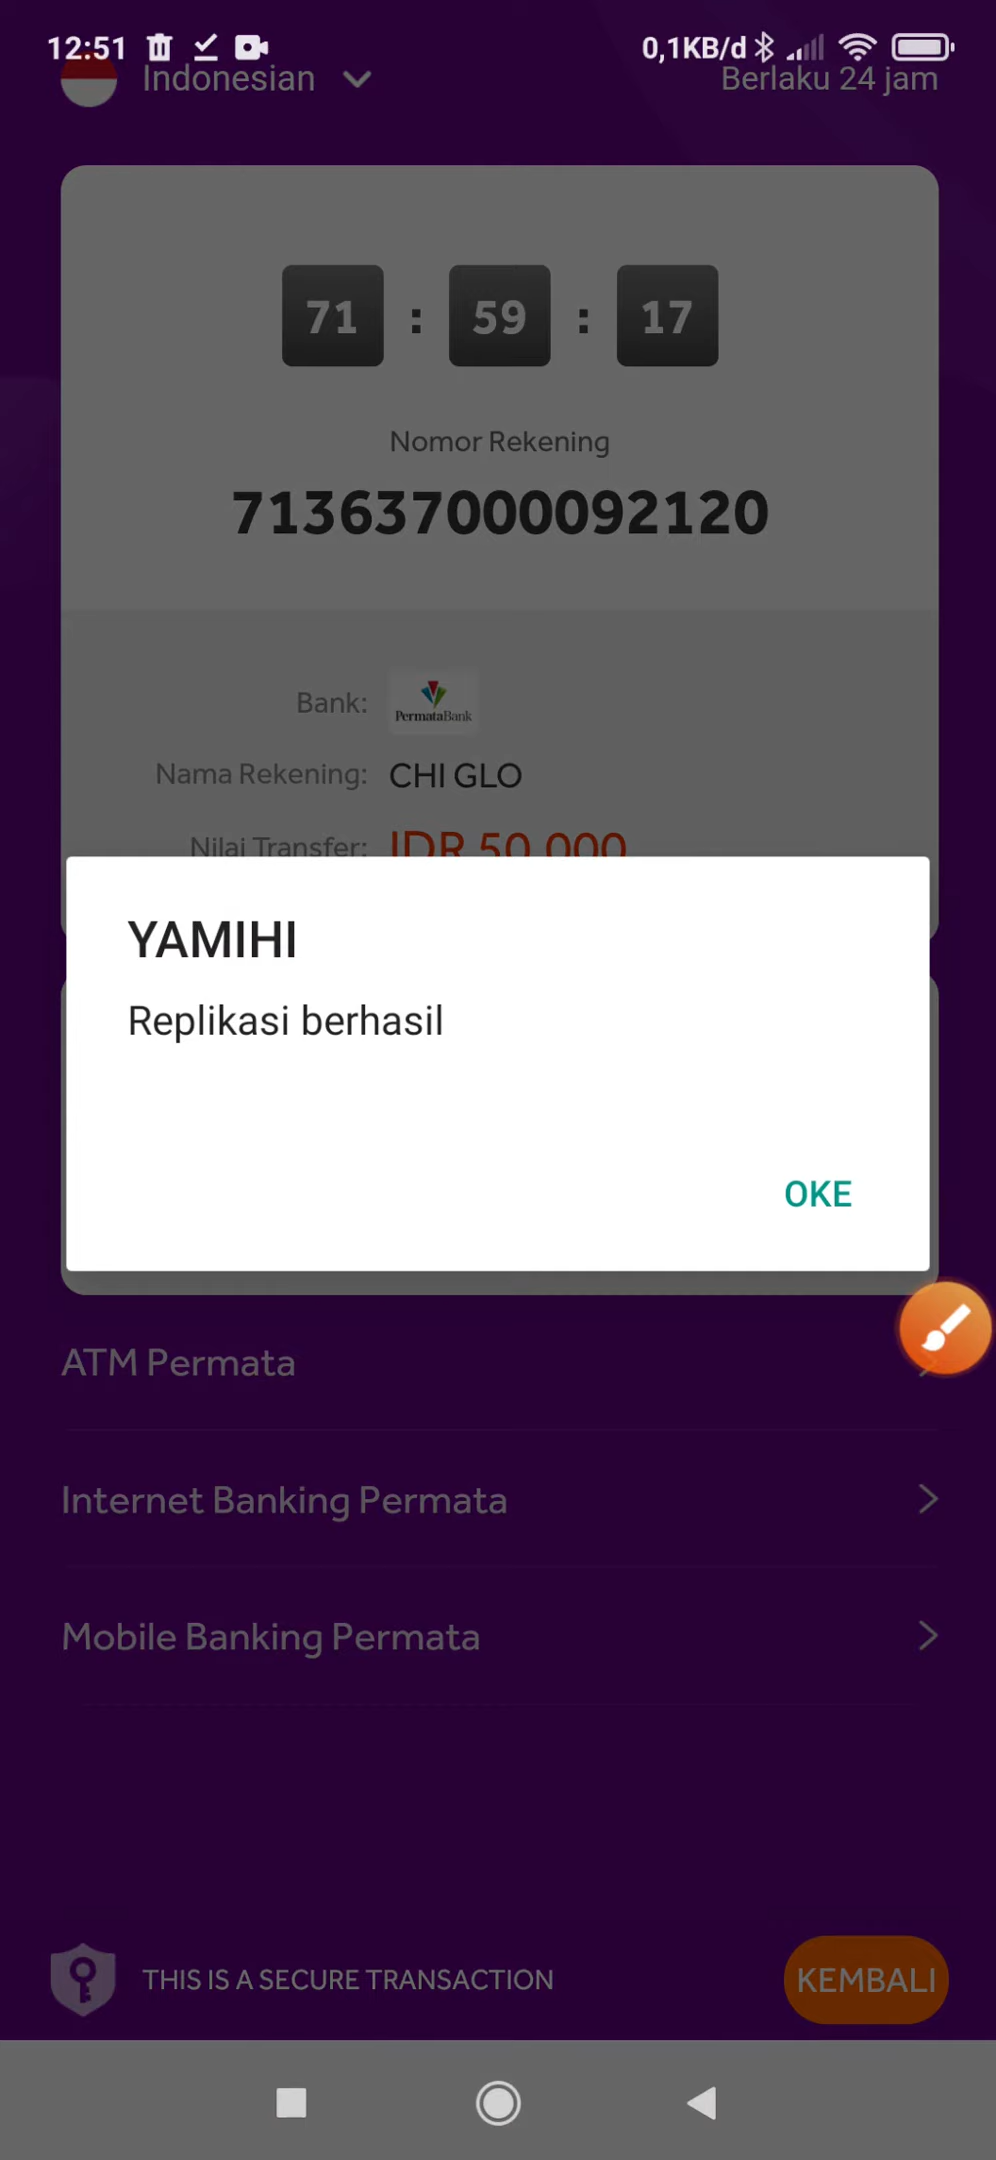 12:51 0,1KB/d
Indonesian
Berlaku 24 jam
71 : 59 : 17
Nomor Rekening
713637000092120
Bank: PermataBank
Nama Rekening: CHI GLO
Nilai Transfer: IDR 50,000
YAMIHI
Replikasi berhasil
OKE
ATM Permata
Internet Banking Permata
Mobile Banking Permata
THIS IS A SECURE TRANSACTION
KEMBALI